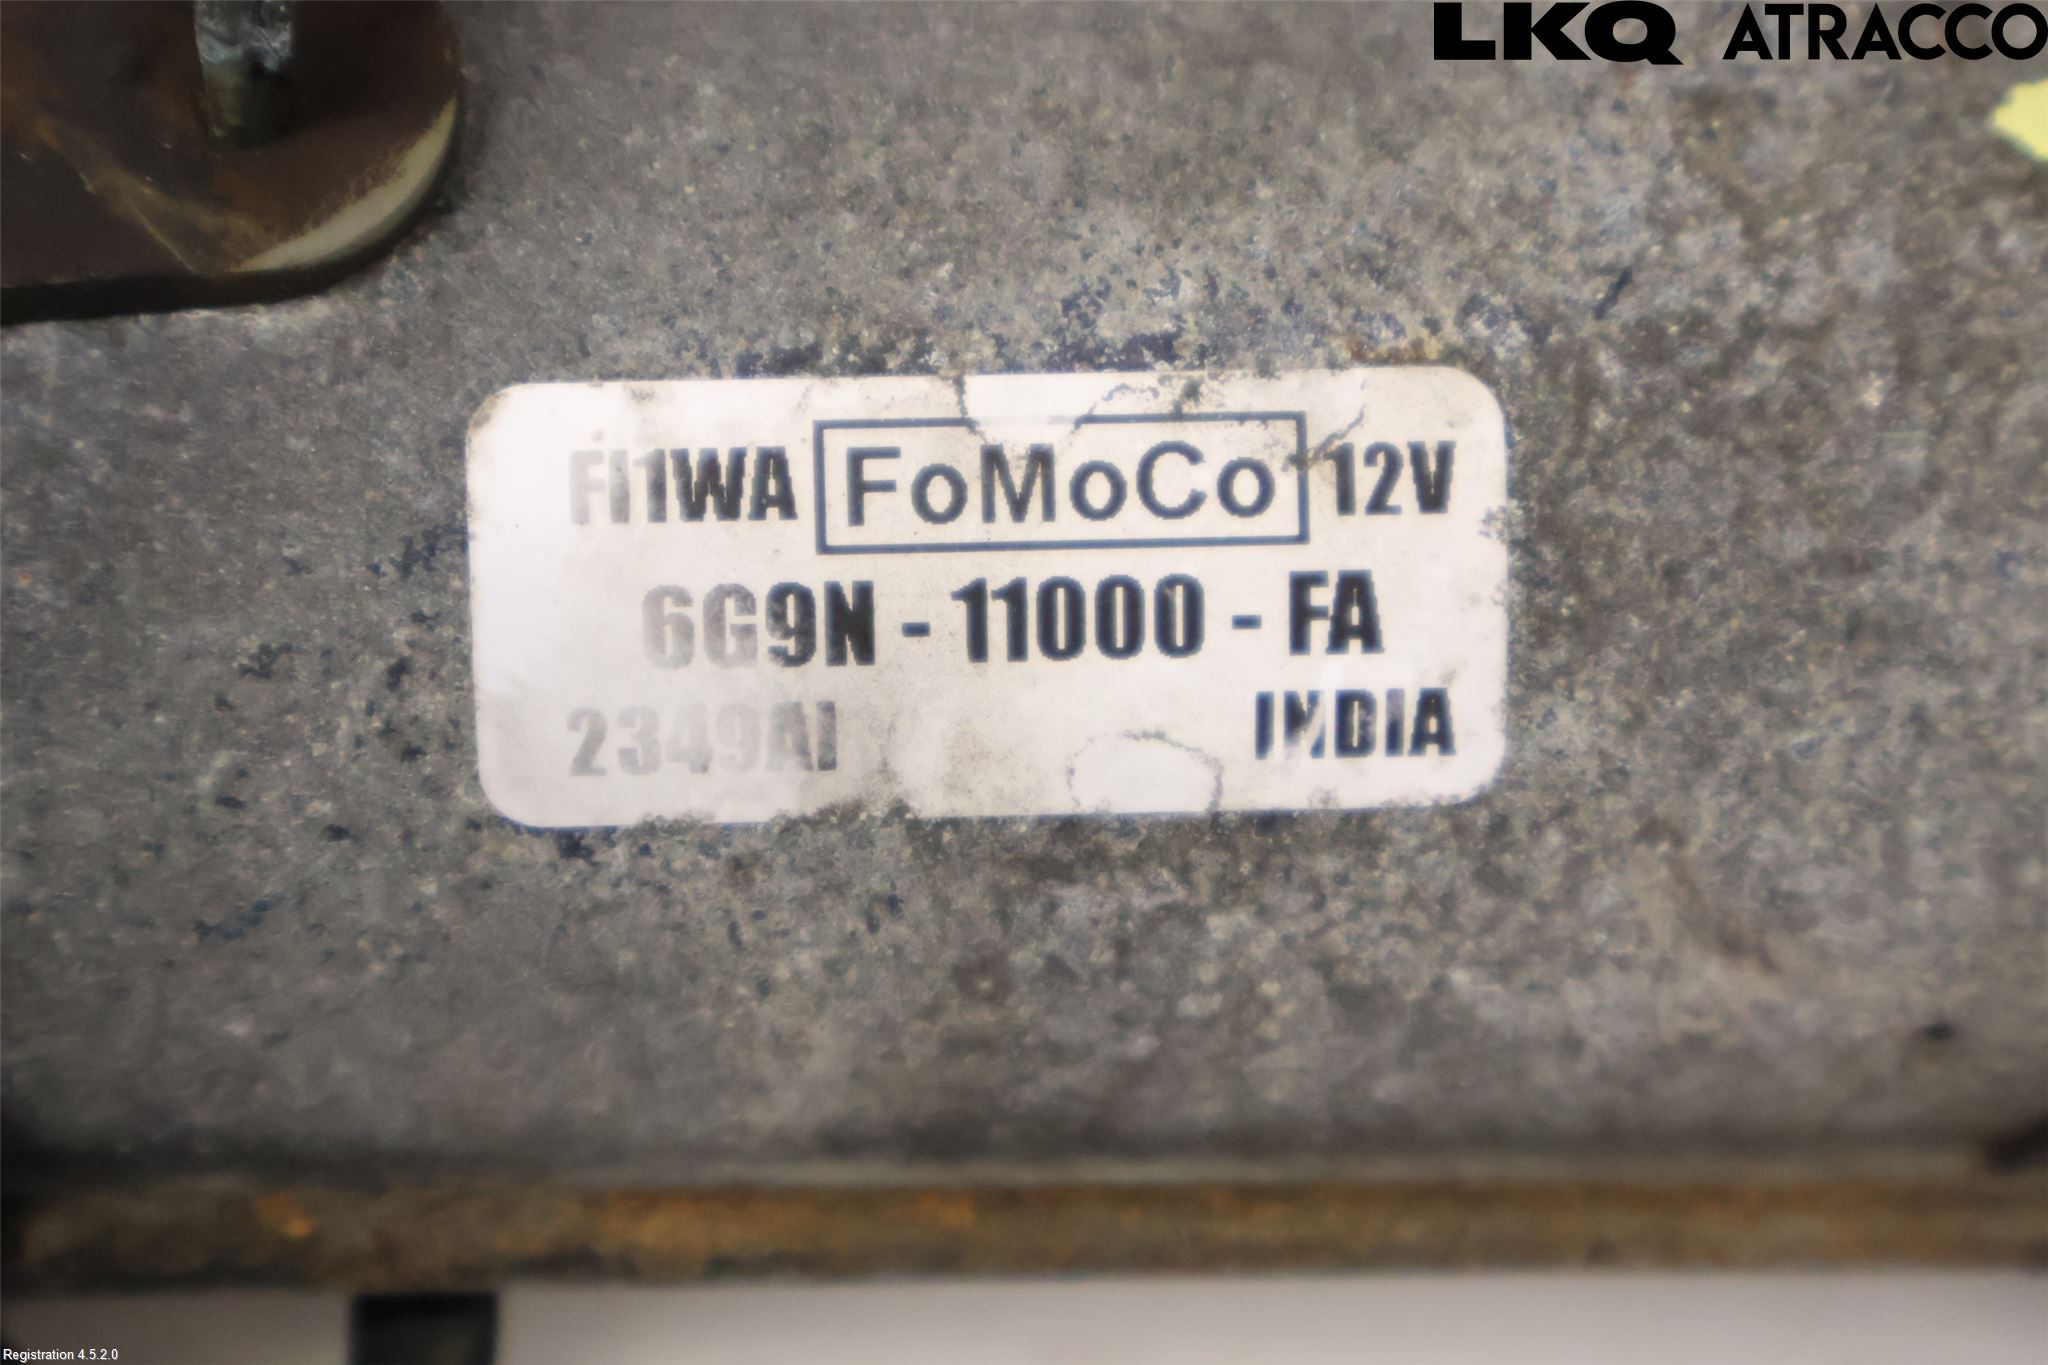 LKQ ATRACCO
FI1WA FoMoCo 12V
6G9N - 11000 - FA
2349AI INDIA
Registration 4.5.2.0